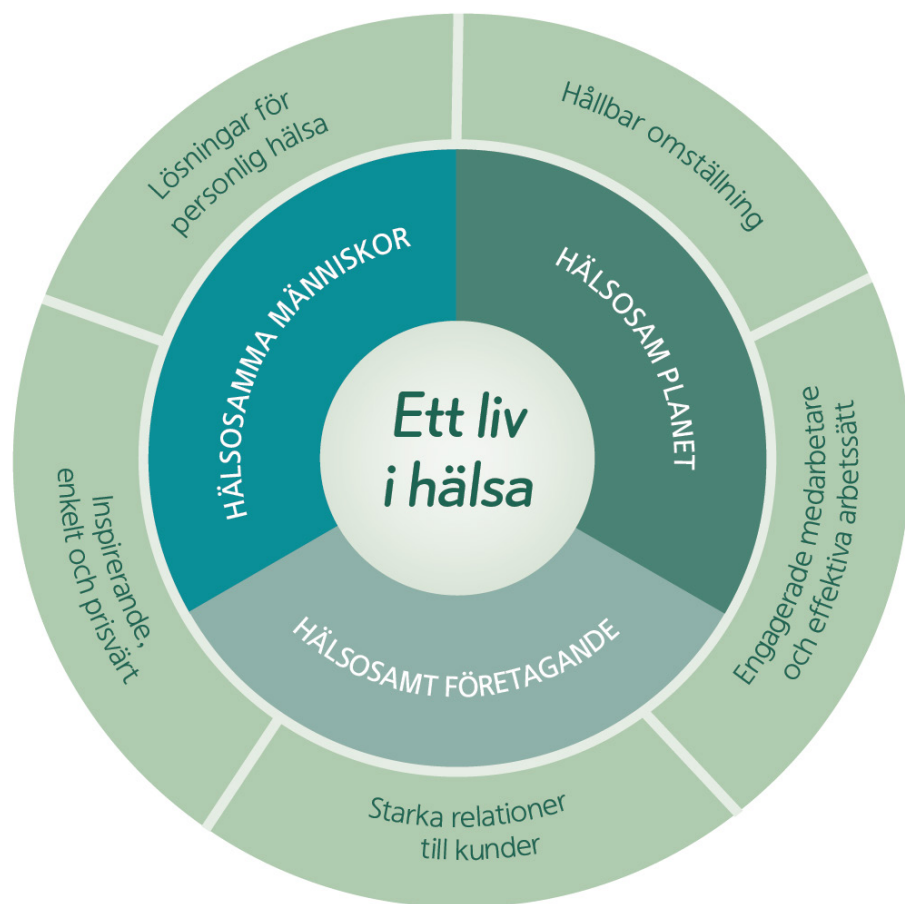 Ett liv
i hälsa
HÄLSOSAMMA MÄNNISKOR
HÄLSOSAM PLANET
HÄLSOSAMT FÖRETAGANDE
Lösningar för
personlig hälsa
Hållbar omställning
Engagerade medarbetare
och effektiva arbetssätt
Starka relationer
till kunder
Inspirerande,
enkelt och prisvärt